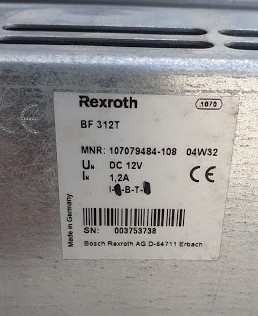 Rexroth 1070
BF 312T
MNR: 107079484-108 04W32
UN DC 12V
IN 1,2A
CE
Made in Germany
SN: 003753738
Bosch Rexroth AG D-64711 Erbach